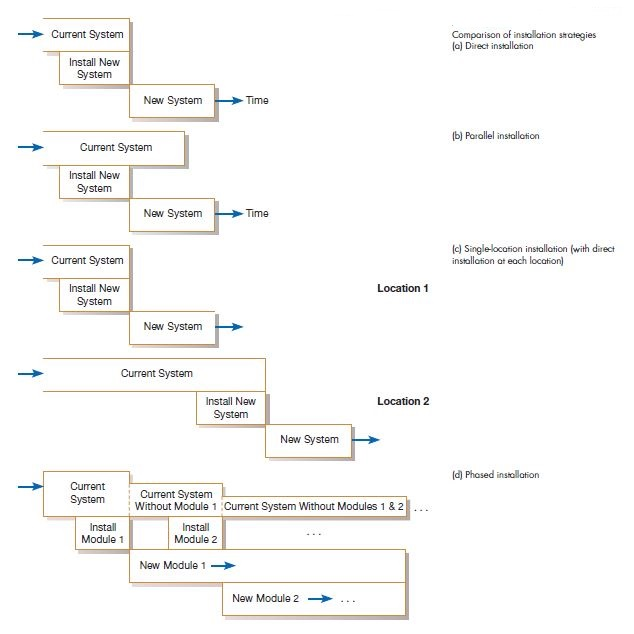 Comparison of installation strategies
(a) Direct installation
Current System
Install New
System
New System
Time
(b) Parallel installation
Current System
Install New
System
New System
Time
(c) Single-location installation (with direct
installation at each location)
Current System
Install New
System
Location 1
New System
Current System
Install New
System
Location 2
New System
(d) Phased installation
Current
System
Current System
Without Module 1
Current System Without Modules 1 & 2
...
Install
Module 1
Install
Module 2
...
New Module 1
New Module 2
...